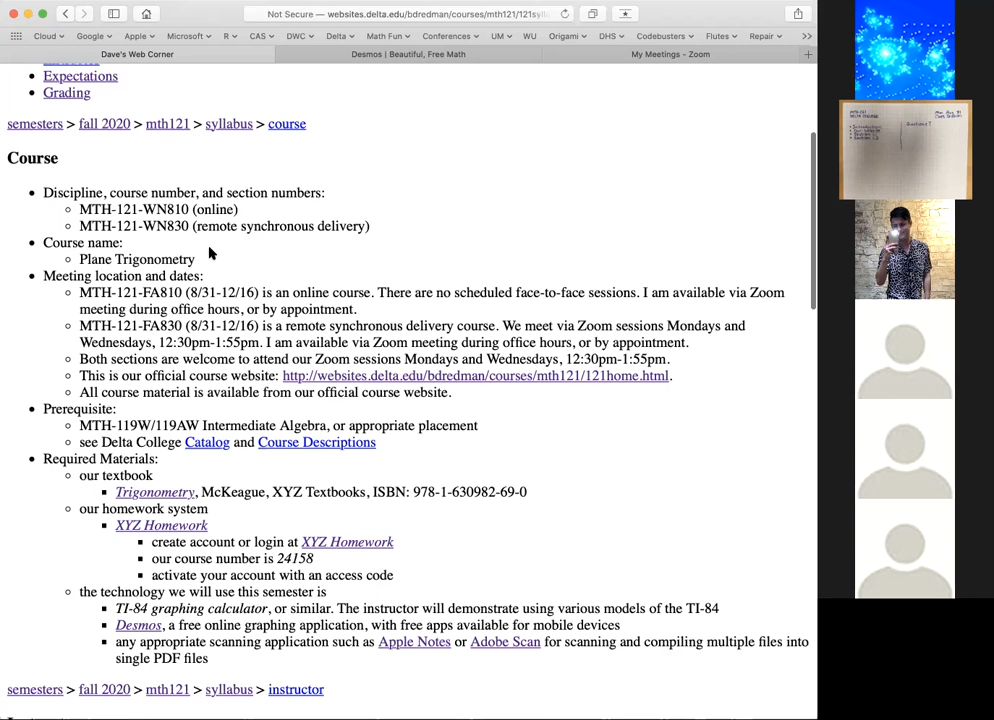 Not Secure — websites.delta.edu/bdredman/courses/mth121/121syll
Cloud Google Apple Microsoft R CAS DWC Delta Math Fun Conferences UM WU Origami DHS Codebusters Flutes Repair
Dave's Web Corner
Desmos | Beautiful, Free Math
My Meetings - Zoom
Expectations
Grading
semesters > fall 2020 > mth121 > syllabus > course
Course
Discipline, course number, and section numbers:
MTH-121-WN810 (online)
MTH-121-WN830 (remote synchronous delivery)
Course name:
Plane Trigonometry
Meeting location and dates:
MTH-121-FA810 (8/31-12/16) is an online course. There are no scheduled face-to-face sessions. I am available via Zoom
meeting during office hours, or by appointment.
MTH-121-FA830 (8/31-12/16) is a remote synchronous delivery course. We meet via Zoom sessions Mondays and
Wednesdays, 12:30pm-1:55pm. I am available via Zoom meeting during office hours, or by appointment.
Both sections are welcome to attend our Zoom sessions Mondays and Wednesdays, 12:30pm-1:55pm.
This is our official course website: http://websites.delta.edu/bdredman/courses/mth121/121home.html.
All course material is available from our official course website.
Prerequisite:
MTH-119W/119AW Intermediate Algebra, or appropriate placement
see Delta College Catalog and Course Descriptions
Required Materials:
our textbook
Trigonometry, McKeague, XYZ Textbooks, ISBN: 978-1-630982-69-0
our homework system
XYZ Homework
create account or login at XYZ Homework
our course number is 24158
activate your account with an access code
the technology we will use this semester is
TI-84 graphing calculator, or similar. The instructor will demonstrate using various models of the TI-84
Desmos, a free online graphing application, with free apps available for mobile devices
any appropriate scanning application such as Apple Notes or Adobe Scan for scanning and compiling multiple files into
single PDF files
semesters > fall 2020 > mth121 > syllabus > instructor